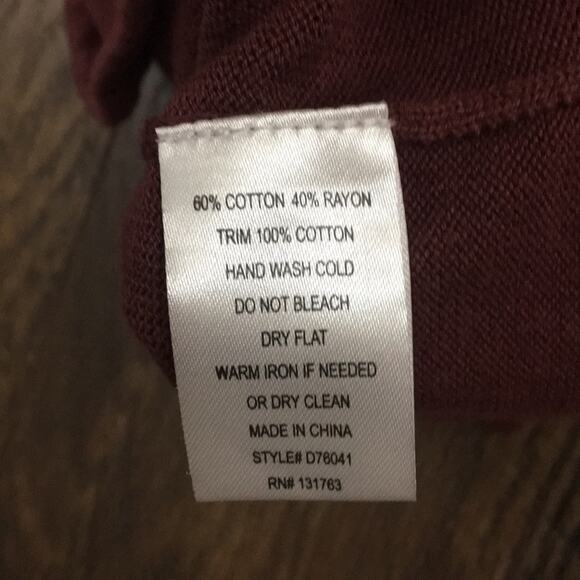 60% COTTON 40% RAYON
TRIM 100% COTTON
HAND WASH COLD
DO NOT BLEACH
DRY FLAT
WARM IRON IF NEEDED
OR DRY CLEAN
MADE IN CHINA
STYLE# D76041
RN# 131763